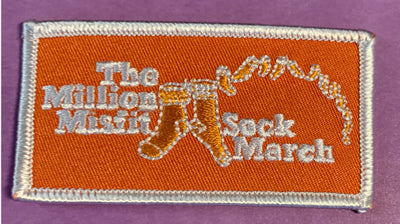 The
Million
Misfit
Sock
March